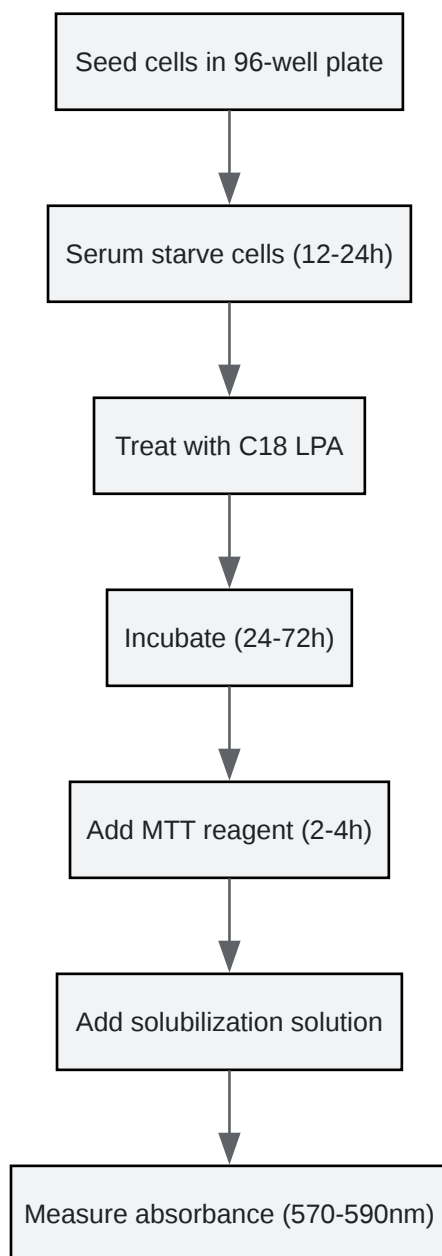 Seed cells in 96-well plate
Serum starve cells (12-24h)
Treat with C18 LPA
Incubate (24-72h)
Add MTT reagent (2-4h)
Add solubilization solution
Measure absorbance (570-590nm)